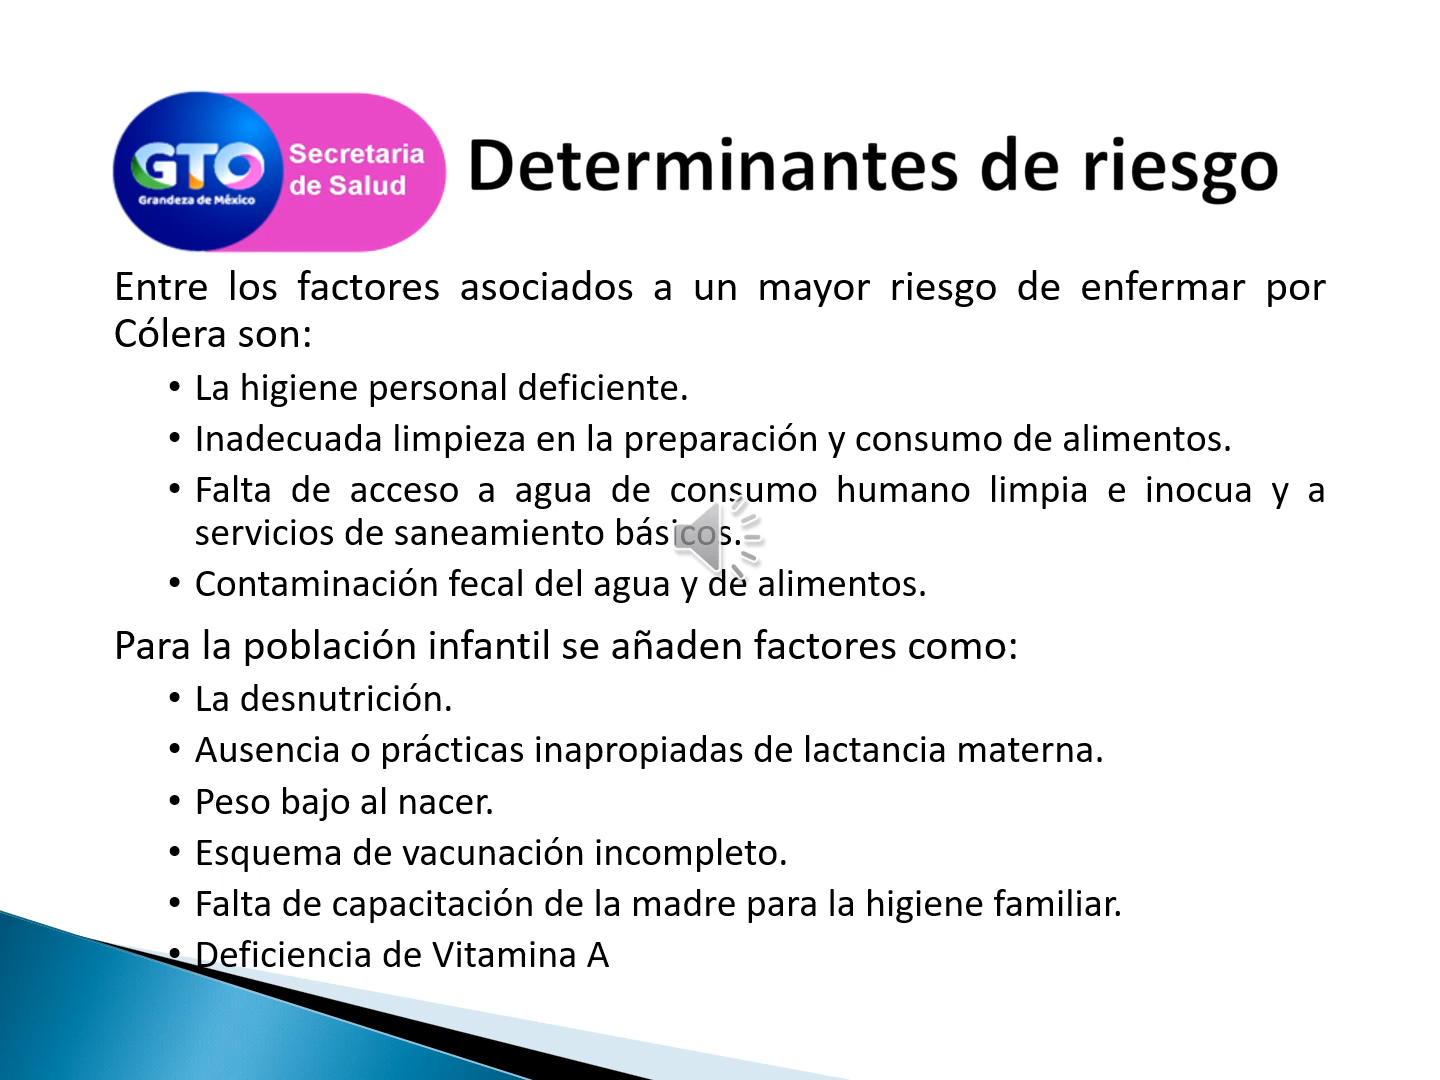 GTO
Grandeza de México
Secretaria
de Salud
Determinantes de riesgo
Entre los factores asociados a un mayor riesgo de enfermar por
Cólera son:
• La higiene personal deficiente.
• Inadecuada limpieza en la preparación y consumo de alimentos.
• Falta de acceso a agua de consumo humano limpia e inocua y a
servicios de saneamiento básicos.
• Contaminación fecal del agua y de alimentos.
Para la población infantil se añaden factores como:
• La desnutrición.
• Ausencia o prácticas inapropiadas de lactancia materna.
• Peso bajo al nacer.
• Esquema de vacunación incompleto.
• Falta de capacitación de la madre para la higiene familiar.
• Deficiencia de Vitamina A